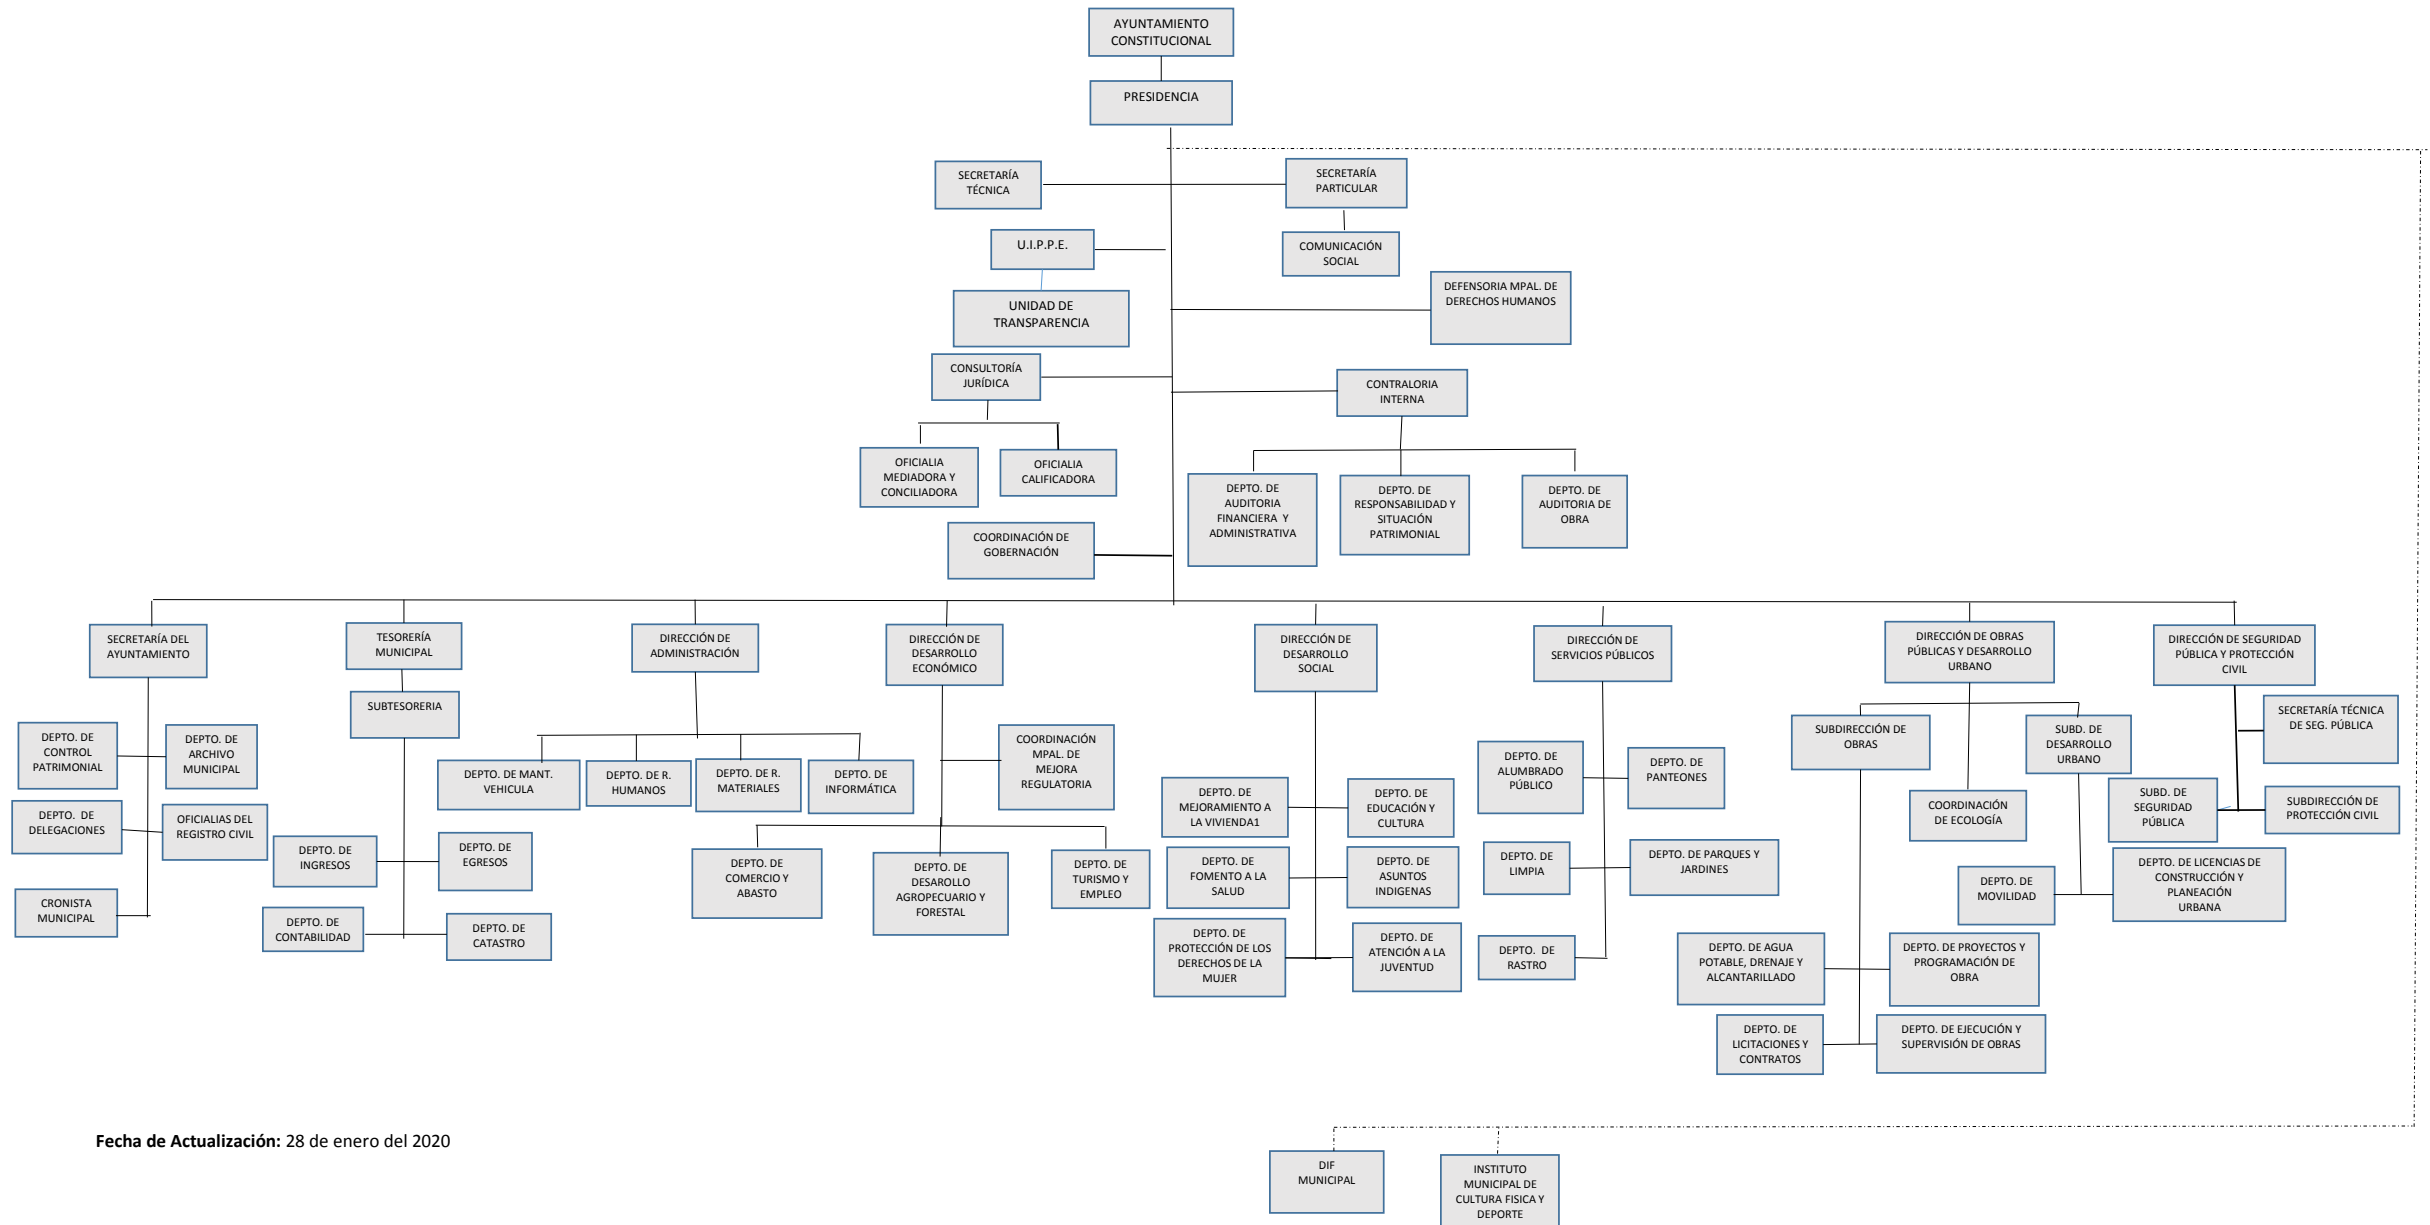 AYUNTAMIENTO
CONSTITUCIONAL
PRESIDENCIA
SECRETARÍA
TÉCNICA
SECRETARÍA
PARTICULAR
U.I.P.P.E.
COMUNICACIÓN
SOCIAL
UNIDAD DE
TRANSPARENCIA
DEFENSORIA MPAL. DE
DERECHOS HUMANOS
CONSULTORÍA
JURÍDICA
CONTRALORIA
INTERNA
OFICIALIA
MEDIADORA Y
CONCILIADORA
OFICIALIA
CALIFICADORA
DEPTO. DE
AUDITORIA
FINANCIERA Y
ADMINISTRATIVA
DEPTO. DE
RESPONSABILIDAD Y
SITUACIÓN
PATRIMONIAL
DEPTO. DE
AUDITORIA DE
OBRA
COORDINACIÓN DE
GOBERNACIÓN
SECRETARÍA DEL
AYUNTAMIENTO
TESORERÍA
MUNICIPAL
DIRECCIÓN DE
ADMINISTRACIÓN
DIRECCIÓN DE
DESARROLLO
ECONÓMICO
DIRECCIÓN DE
DESARROLLO
SOCIAL
DIRECCIÓN DE
SERVICIOS PÚBLICOS
DIRECCIÓN DE OBRAS
PÚBLICAS Y DESARROLLO
URBANO
DIRECCIÓN DE SEGURIDAD
PÚBLICA Y PROTECCIÓN
CIVIL
SUBTESORERIA
DEPTO. DE
CONTROL
PATRIMONIAL
DEPTO. DE
ARCHIVO
MUNICIPAL
DEPTO. DE MANT.
VEHICULA
DEPTO. DE R.
HUMANOS
DEPTO. DE R.
MATERIALES
DEPTO. DE
INFORMÁTICA
COORDINACIÓN
MPAL. DE
MEJORA
REGULATORIA
DEPTO. DE
ALUMBRADO
PÚBLICO
DEPTO. DE
PANTEONES
SUBDIRECCIÓN DE
OBRAS
SUBD. DE
DESARROLLO
URBANO
SECRETARÍA TÉCNICA
DE SEG. PÚBLICA
DEPTO. DE
DELEGACIONES
OFICIALIAS DEL
REGISTRO CIVIL
DEPTO. DE
MEJORAMIENTO A
LA VIVIENDA1
DEPTO. DE
EDUCACIÓN Y
CULTURA
COORDINACIÓN
DE ECOLOGÍA
SUBD. DE
SEGURIDAD
PÚBLICA
SUBDIRECCIÓN DE
PROTECCIÓN CIVIL
DEPTO. DE
INGRESOS
DEPTO. DE
EGRESOS
DEPTO. DE
COMERCIO Y
ABASTO
DEPTO. DE
DESAROLLO
AGROPECUARIO Y
FORESTAL
DEPTO. DE
TURISMO Y
EMPLEO
DEPTO. DE
FOMENTO A LA
SALUD
DEPTO. DE
ASUNTOS
INDIGENAS
DEPTO. DE
LIMPIA
DEPTO. DE PARQUES Y
JARDINES
DEPTO. DE
MOVILIDAD
DEPTO. DE LICENCIAS DE
CONSTRUCCIÓN Y
PLANEACIÓN
URBANA
CRONISTA
MUNICIPAL
DEPTO. DE
CONTABILIDAD
DEPTO. DE
CATASTRO
DEPTO. DE
PROTECCIÓN DE LOS
DERECHOS DE LA
MUJER
DEPTO. DE
ATENCIÓN A LA
JUVENTUD
DEPTO. DE
RASTRO
DEPTO. DE AGUA
POTABLE, DRENAJE Y
ALCANTARILLADO
DEPTO. DE PROYECTOS Y
PROGRAMACIÓN DE
OBRA
DEPTO. DE
LICITACIONES Y
CONTRATOS
DEPTO. DE EJECUCIÓN Y
SUPERVISIÓN DE OBRAS
Fecha de Actualización: 28 de enero del 2020
DIF
MUNICIPAL
INSTITUTO
MUNICIPAL DE
CULTURA FISICA Y
DEPORTE